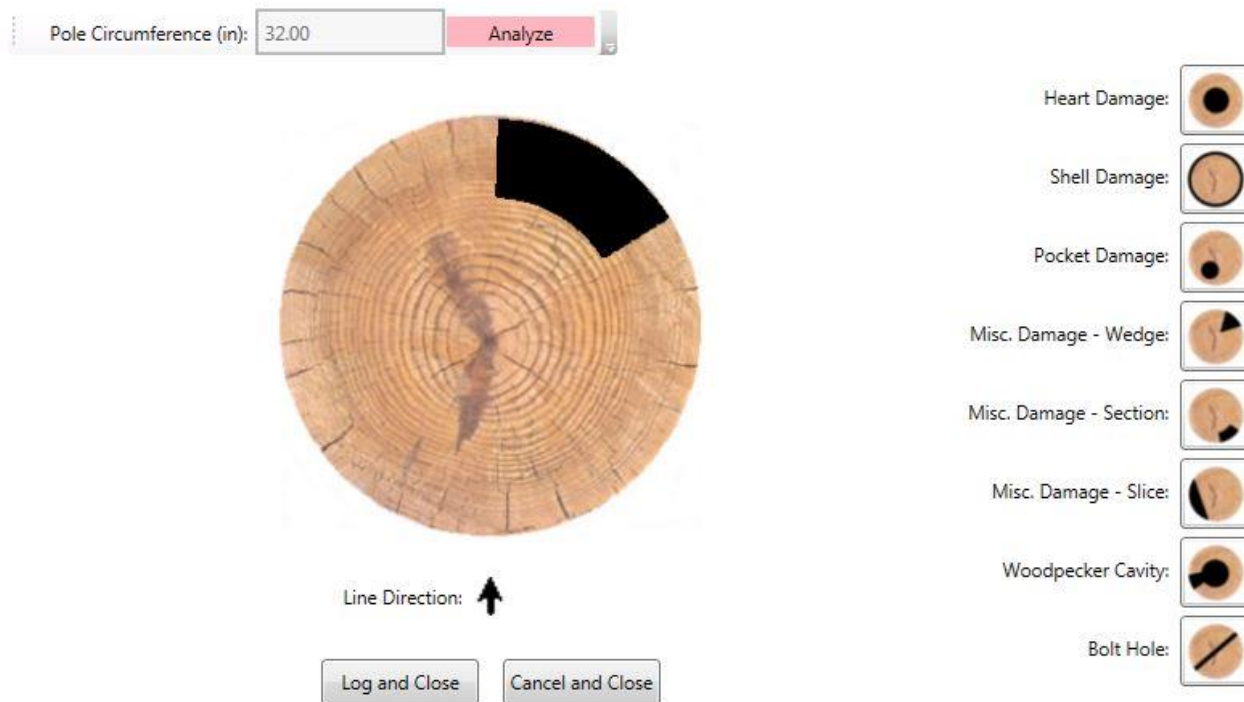 Pole Circumference (in): 32.00 Analyze
Heart Damage:
Shell Damage:
Pocket Damage:
Misc. Damage - Wedge:
Misc. Damage - Section:
Misc. Damage - Slice:
Woodpecker Cavity:
Bolt Hole:
Line Direction:
Log and Close Cancel and Close